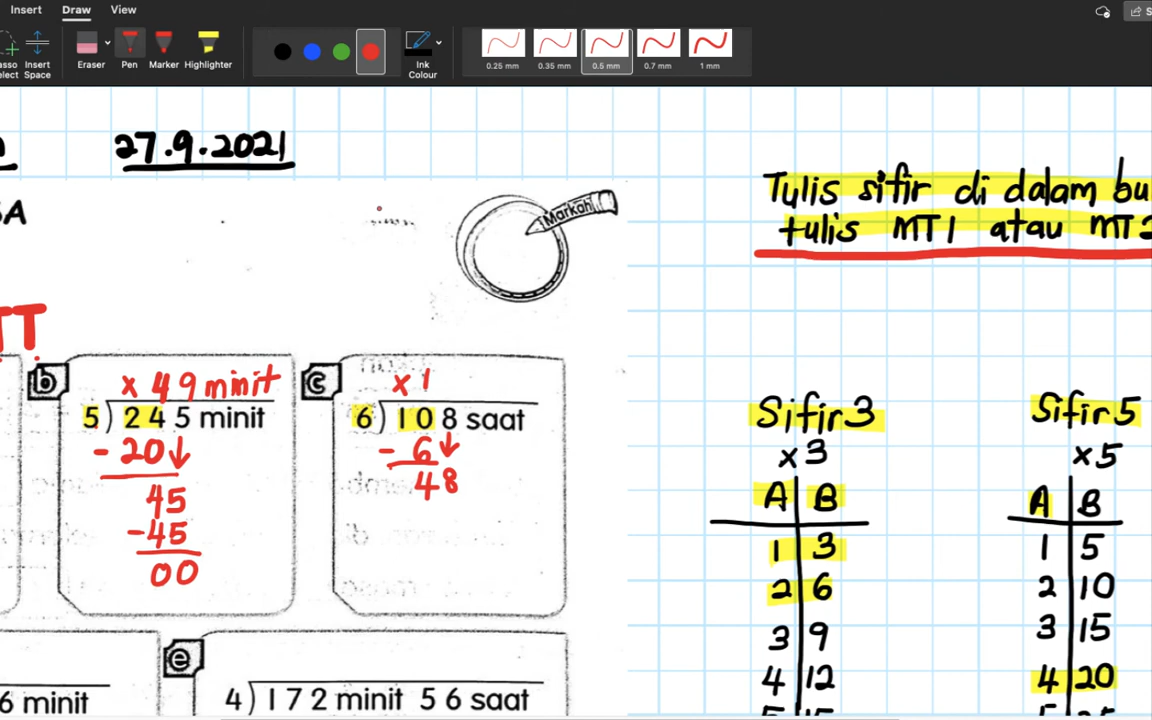 Insert Draw View
Eraser
Pen
Marker
Highlighter
Insert Space
Ink Colour
0.25 mm
0.35 mm
0.5 mm
0.7 mm
1 mm
27.9.2021
Markah
Tulis sifir di dalam bu
tulis MT1 atau MT2
b
x 49 minit
5 ) 245 minit
- 20
45
-45
00
c
x 1
6 ) 108 saat
- 6
48
6 minit
e
4 ) 172 minit 56 saat
Sifir 3
x3
A B
1 3
2 6
3 9
4 12
Sifir 5
x5
A B
1 5
2 10
3 15
4 20